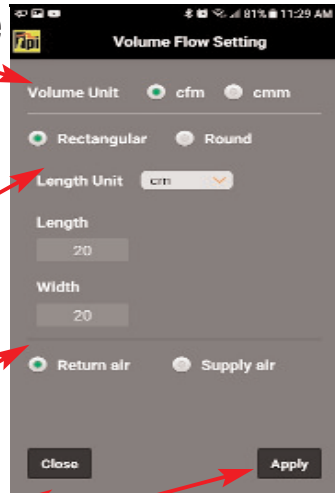 e
81% 11:29 AM
Volume Flow Setting
Volume Unit cfm cmm
Rectangular Round
Length Unit cm
Length
20
Width
20
Return air Supply air
Close Apply